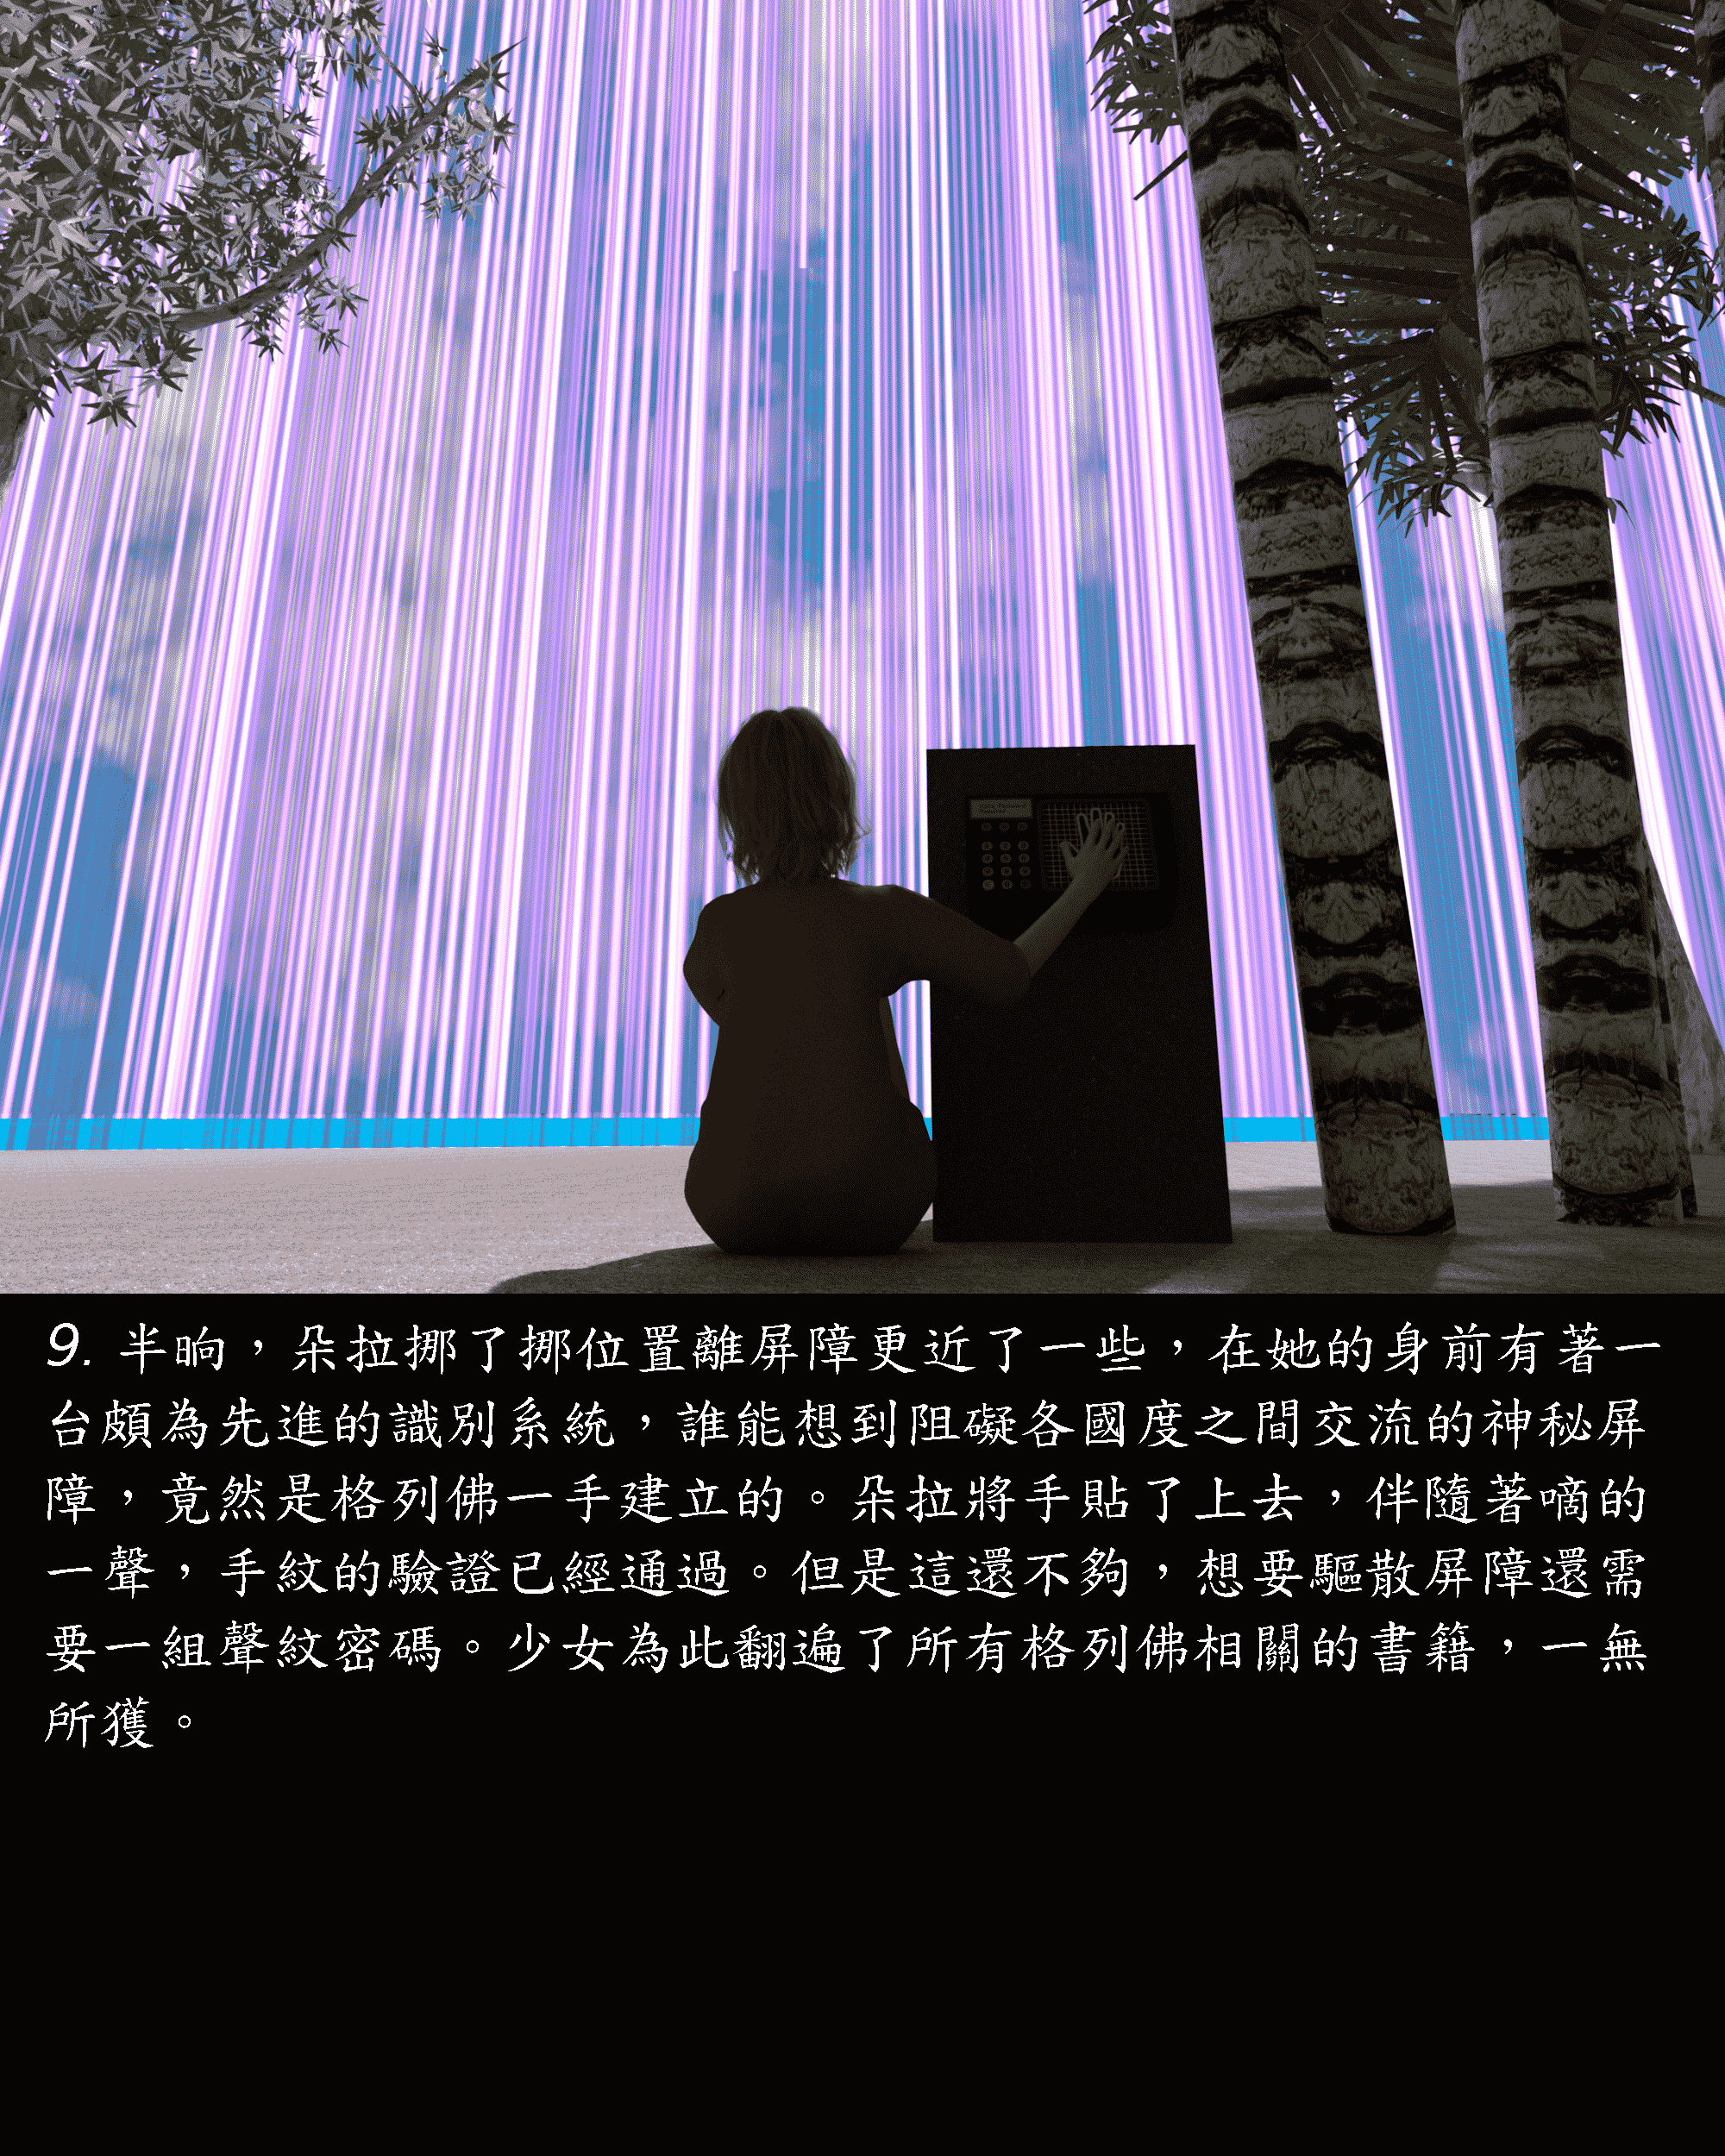 9. 半晌，朵拉挪了挪位置離屏障更近了一些，在她的身前有著一
台頗為先進的識別系統，誰能想到阻礙各國度之間交流的神秘屏
障，竟然是格列佛一手建立的。朵拉將手貼了上去，伴隨著嘀的
一聲，手紋的驗證已經通過。但是這還不夠，想要驅散屏障還需
要一組聲紋密碼。少女為此翻遍了所有格列佛相關的書籍，一無
所獲。